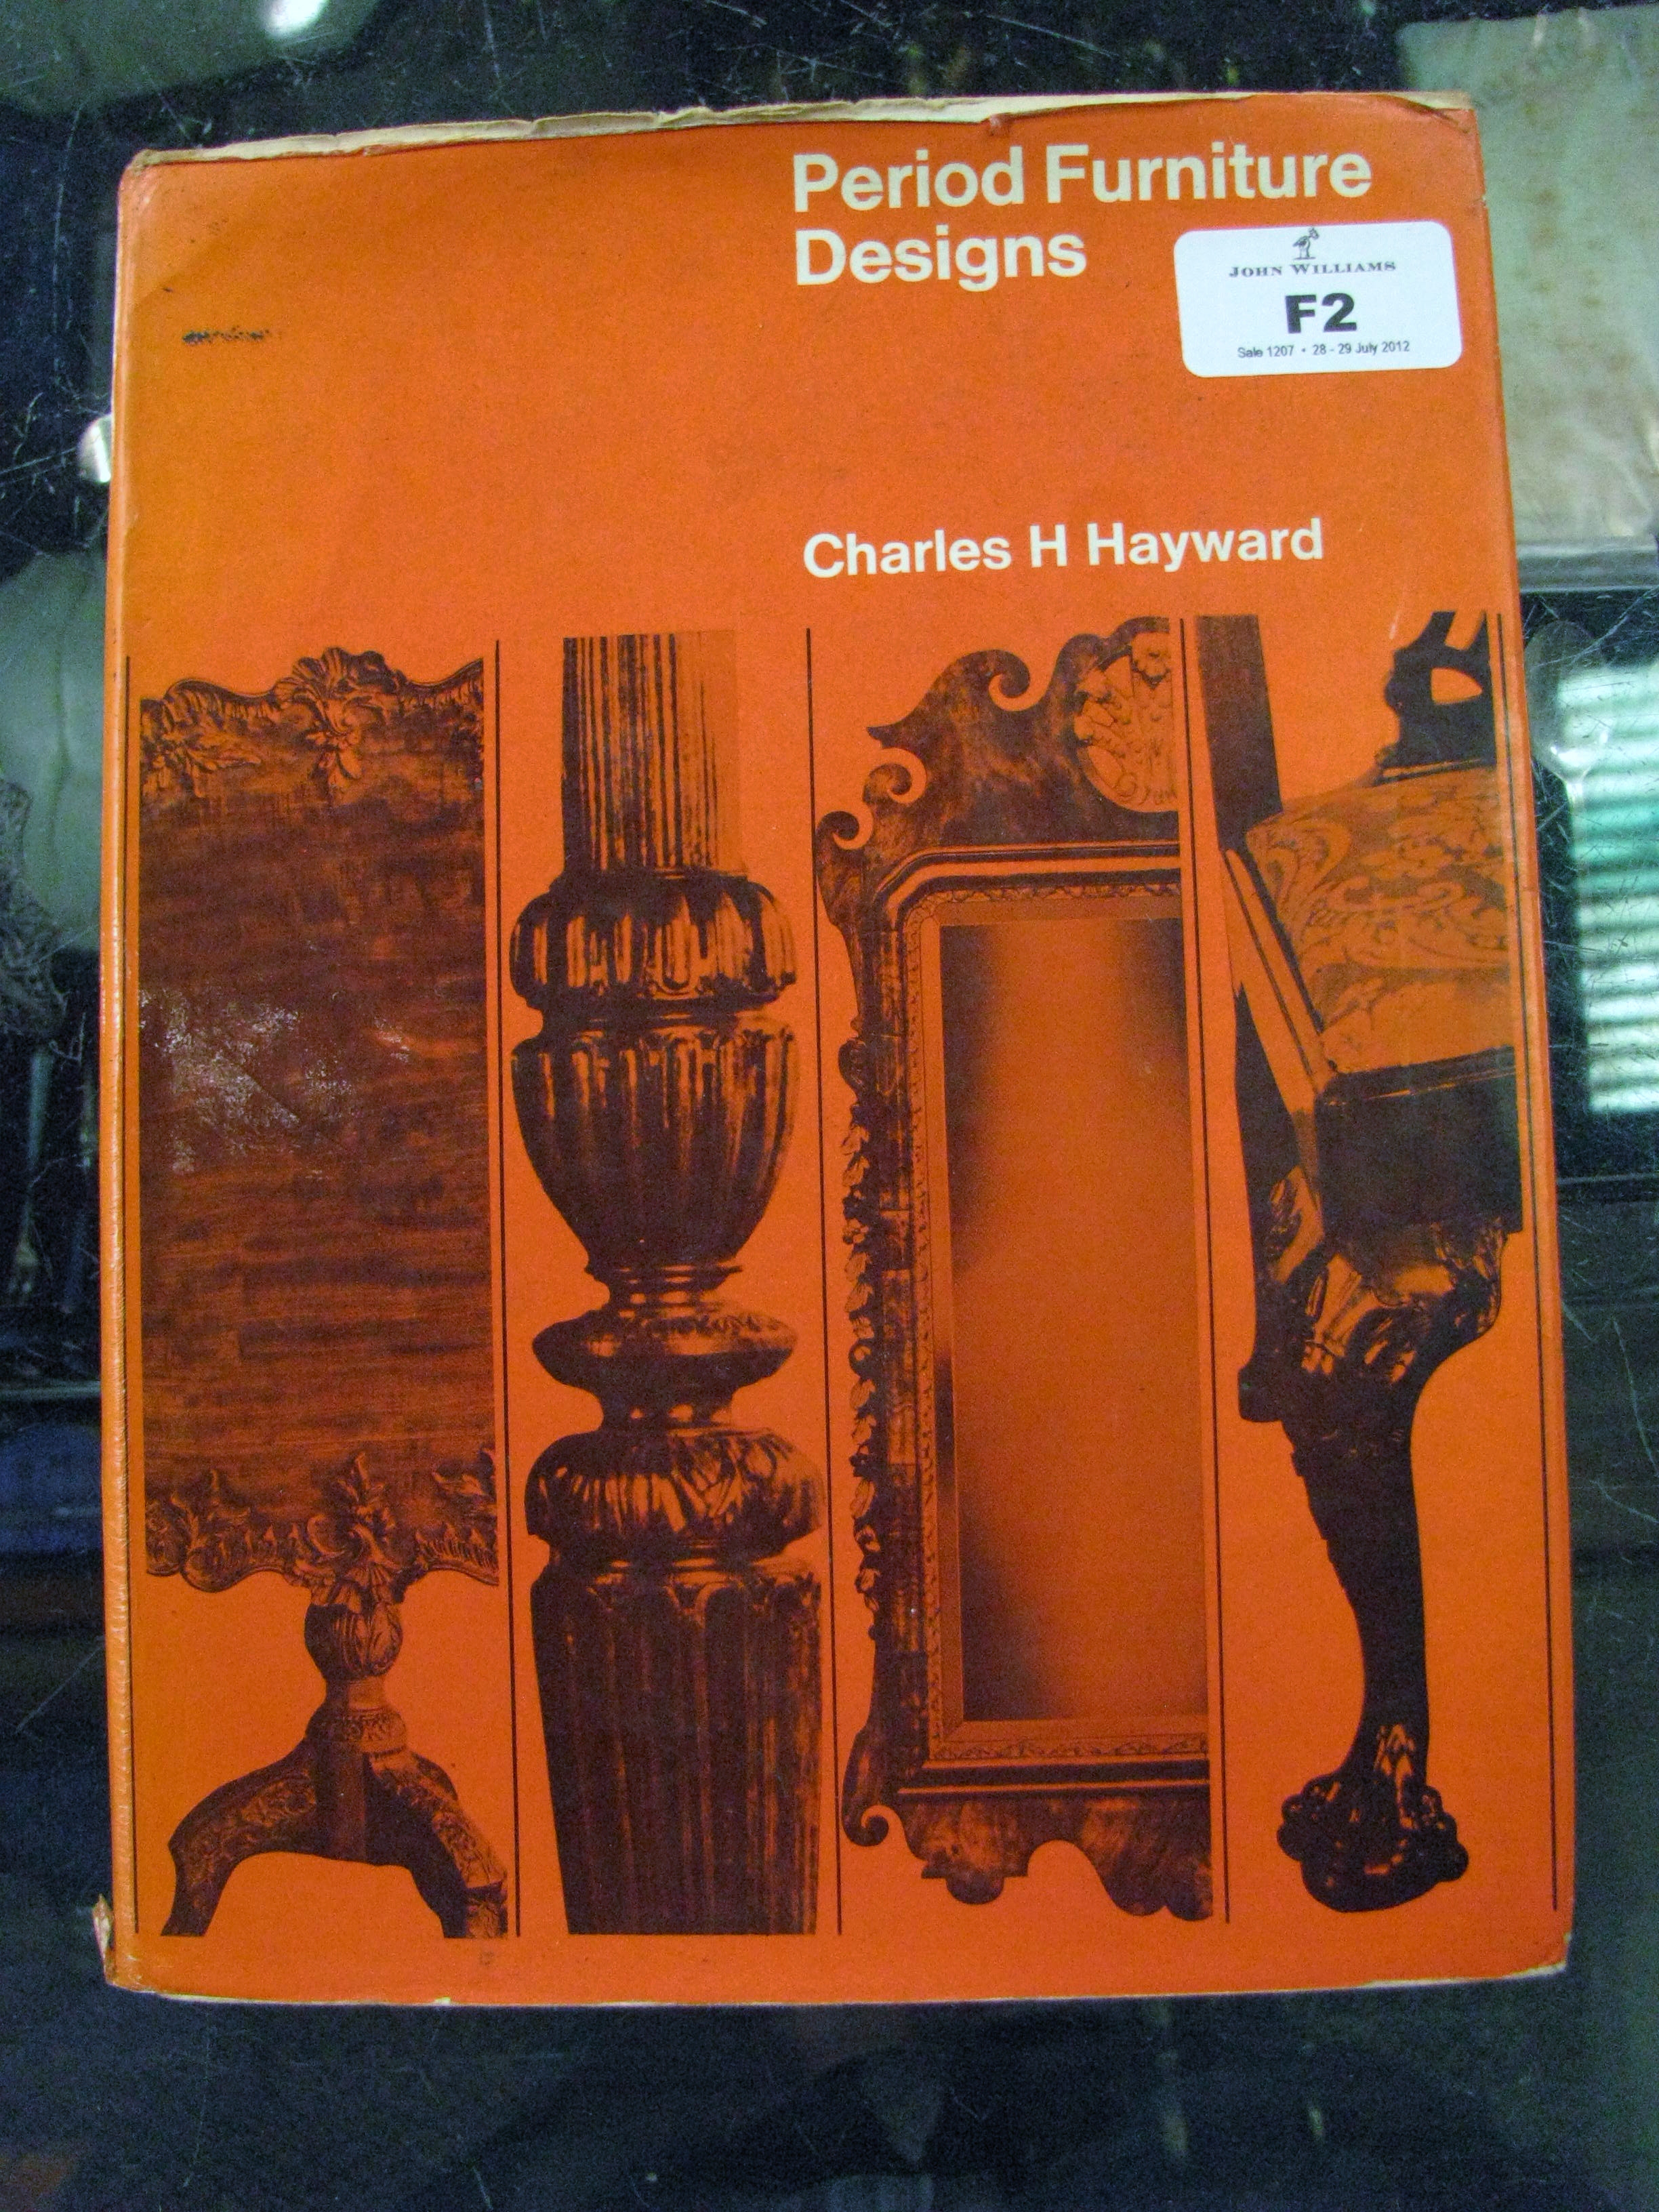 Period Furniture
Designs
JOHN WILLIAMS
F2
Sale 1207 • 28 - 29 July 2012
Charles H Hayward